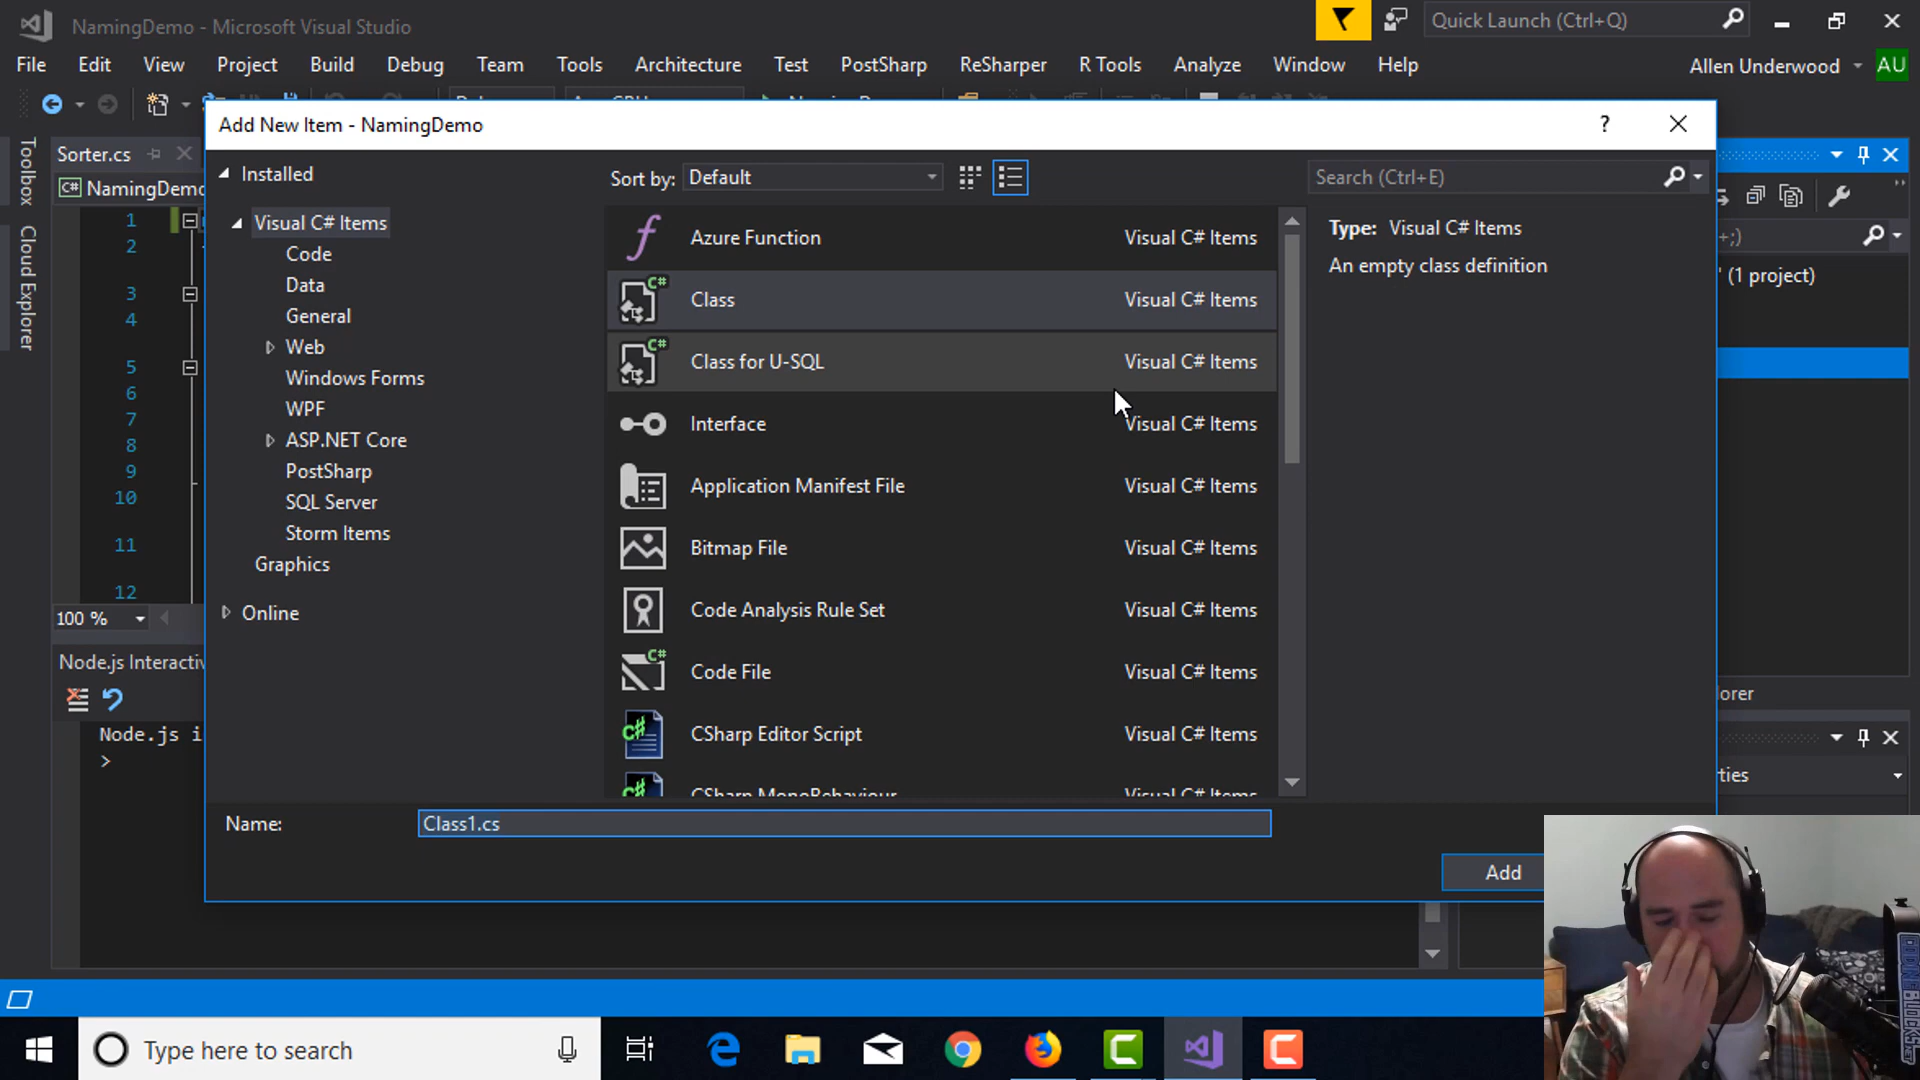 NamingDemo - Microsoft Visual Studio
Quick Launch (Ctrl+Q)
File Edit View Project Build Debug Team Tools Architecture Test PostSharp ReSharper R Tools Analyze Window Help
Allen Underwood AU
Add New Item - NamingDemo
?
Toolbox
Cloud Explorer
Sorter.cs
C# NamingDemo
1
2
3
4
5
6
7
8
9
10
11
12
100 %
Installed
Visual C# Items
Code
Data
General
Web
Windows Forms
WPF
ASP.NET Core
PostSharp
SQL Server
Storm Items
Graphics
Online
Sort by: Default
Search (Ctrl+E)
Azure Function Visual C# Items
Class Visual C# Items
Class for U-SQL Visual C# Items
Interface Visual C# Items
Application Manifest File Visual C# Items
Bitmap File Visual C# Items
Code Analysis Rule Set Visual C# Items
Code File Visual C# Items
CSharp Editor Script Visual C# Items
CSharp MonoBehaviour Visual C# Items
Type: Visual C# Items
An empty class definition
+;)
' (1 project)
Node.js i
>
Name: Class1.cs
Add
Type here to search
CODINGBLOCKS.NET